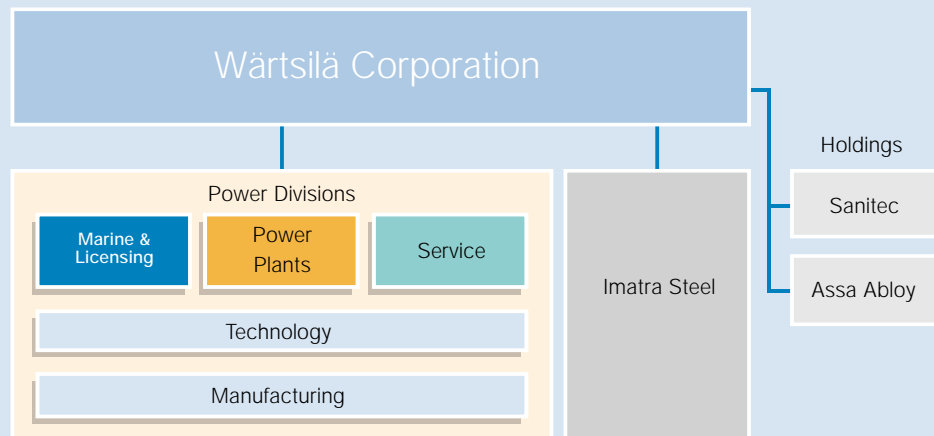 Wärtsilä Corporation
Holdings
Power Divisions
Marine &
Licensing
Power
Plants
Service
Technology
Manufacturing
Imatra Steel
Sanitec
Assa Abloy